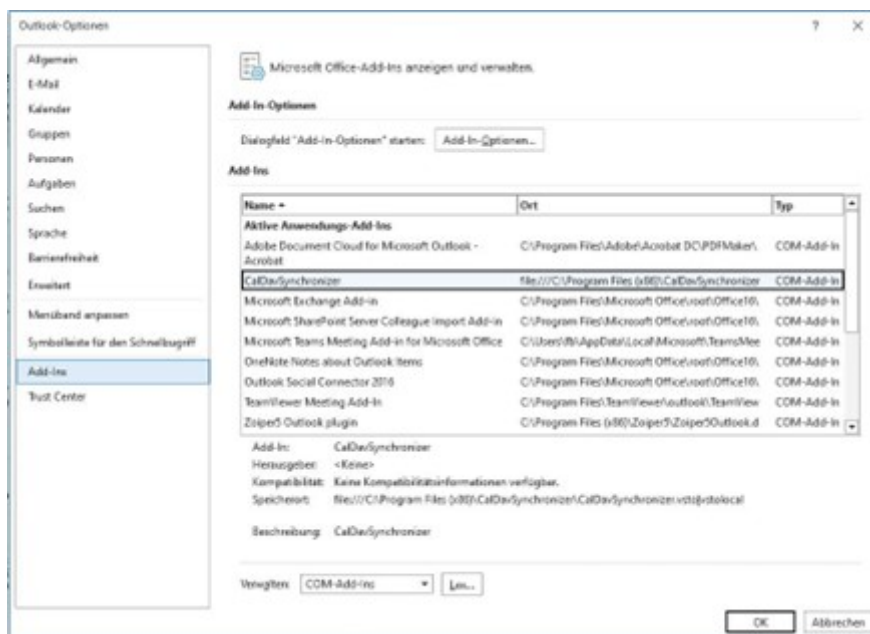 Outlook-Optionen
?
×
Allgemein
E-Mail
Kalender
Gruppen
Personen
Aufgaben
Suchen
Sprache
Barrierefreiheit
Erweitert
Menüband anpassen
Symbolleiste für den Schnellzugriff
Add-Ins
Trust Center
Microsoft Office-Add-Ins anzeigen und verwalten.
Add-In-Optionen
Dialogfeld "Add-In-Optionen" starten: Add-In-Optionen...
Add-Ins
Name Ort Typ
Aktive Anwendungs-Add-Ins
Adobe Document Cloud for Microsoft Outlook - C:\Program Files\Adobe\Acrobat DC\PDFMaker\ COM-Add-In
Acrobat
CalDavSynchronizer file:///C:\Program Files (x86)\CalDavSynchronizer COM-Add-In
Microsoft Exchange Add-in C:\Program Files\Microsoft Office\root\Office16\ COM-Add-In
Microsoft SharePoint Server Colleague Import Add-in C:\Program Files\Microsoft Office\root\Office16\ COM-Add-In
Microsoft Teams Meeting Add-in for Microsoft Office C:\Users\fb\AppData\Local\Microsoft\TeamsMee COM-Add-In
OneNote Notes about Outlook Items C:\Program Files\Microsoft Office\root\Office16\ COM-Add-In
Outlook Social Connector 2016 C:\Program Files\Microsoft Office\root\Office16\ COM-Add-In
TeamViewer Meeting Add-In C:\Program Files\TeamViewer\outlook\TeamView COM-Add-In
Zoiper5 Outlook plugin C:\Program Files (x86)\Zoiper5\Zoiper5Outlook.d COM-Add-In
Add-In: CalDavSynchronizer
Herausgeber: <Keine>
Kompatibilität: Keine Kompatibilitätsinformationen verfügbar.
Speicherort: file:///C:\Program Files (x86)\CalDavSynchronizer\CalDavSynchronizer.vsto|vstolocal
Beschreibung: CalDavSynchronizer
Verwalten: COM-Add-Ins Los...
OK Abbrechen